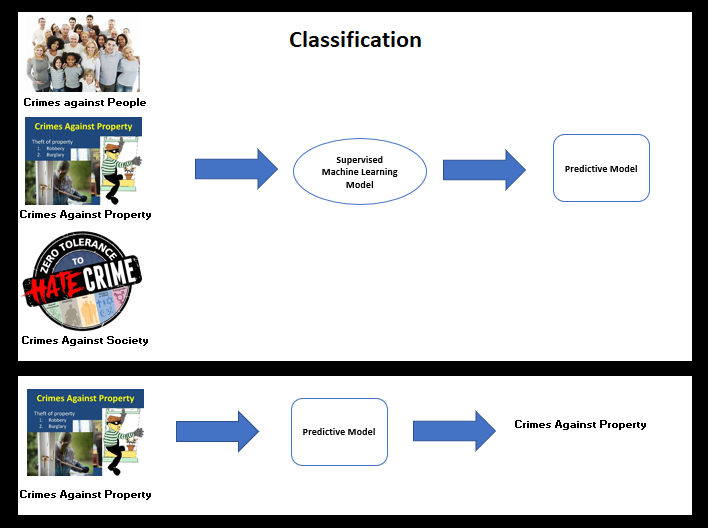 Classification
Crimes against People
Crimes Against Property
Theft of property
1. Robbery
2. Burglary
Crimes Against Property
Supervised
Machine Learning
Model
Predictive Model
ZERO TOLERANCE
TO
HATE CRIME
Crimes Against Society
Crimes Against Property
Theft of property
1. Robbery
2. Burglary
Crimes Against Property
Predictive Model
Crimes Against Property